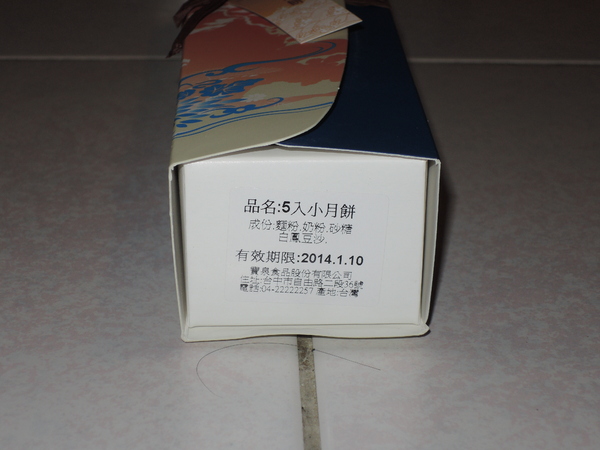 品名:5入小月餅
成份:麵粉.奶粉.砂糖
白鳳豆沙.
有效期限:2014.1.10
寶泉食品股份有限公司
住址:台中市自由路二段36號
電話:04-22222257 產地:台灣